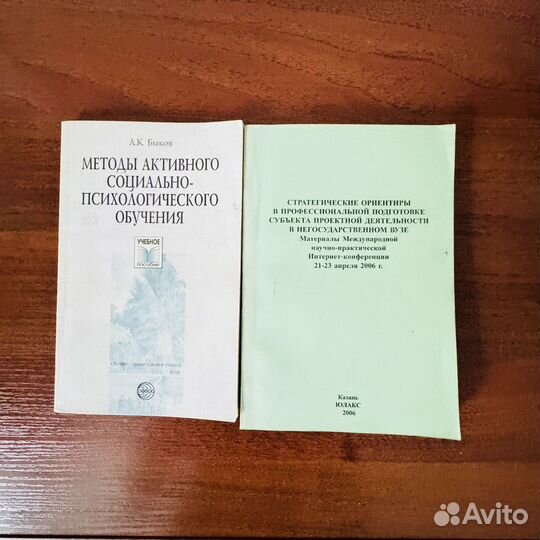 А.К. Быков
МЕТОДЫ АКТИВНОГО
СОЦИАЛЬНО-
ПСИХОЛОГИЧЕСКОГО
ОБУЧЕНИЯ
УЧЕБНОЕ
ПОСОБИЕ
СТРАТЕГИЧЕСКИЕ ОРИЕНТИРЫ
В ПРОФЕССИОНАЛЬНОЙ ПОДГОТОВКЕ
СУБЪЕКТА ПРОЕКТНОЙ ДЕЯТЕЛЬНОСТИ
В НЕГОСУДАРСТВЕННОМ ВУЗЕ
Материалы Международной
научно-практической
Интернет-конференции
21-23 апреля 2006 г.
Казань
ЮЛАКС
2006
Avito